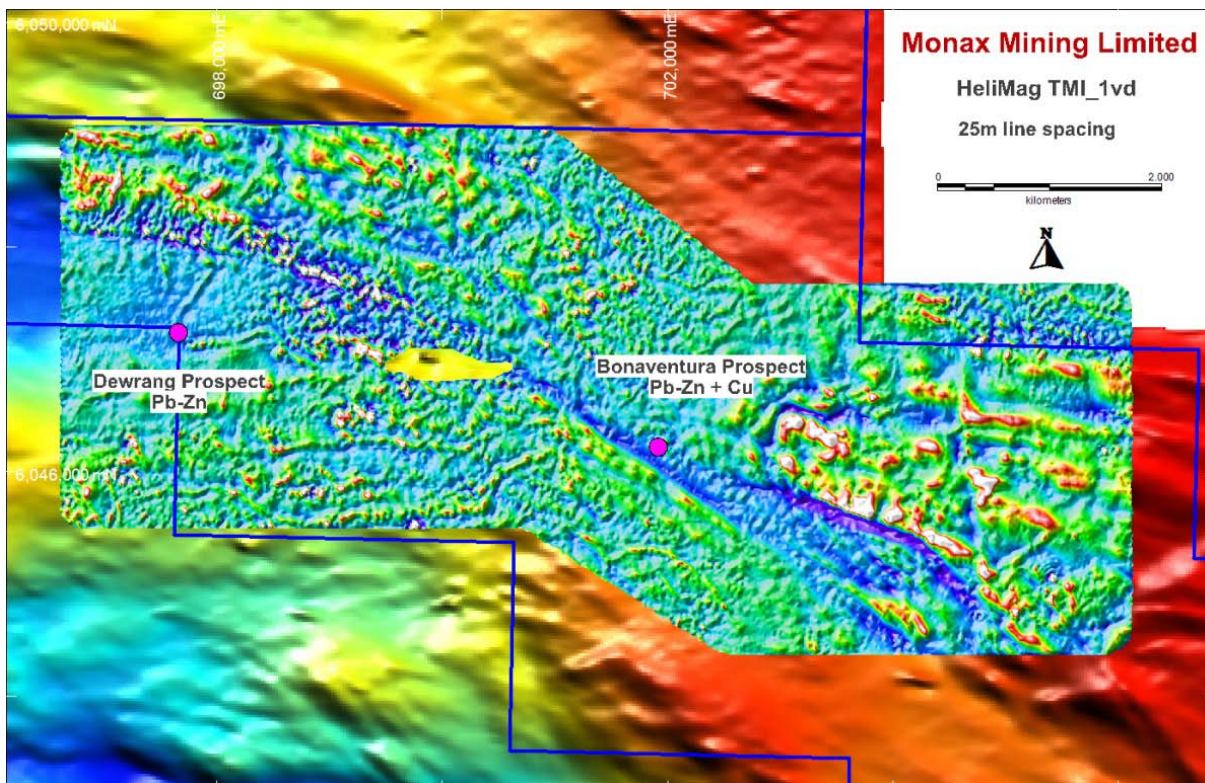 6,050,000 mN
698,000 mE
702,000 mE
Monax Mining Limited
HeliMag TMI_1vd
25m line spacing
0 2.000
kilometers
N
Dewrang Prospect
Pb-Zn
Bonaventura Prospect
Pb-Zn + Cu
6,046,000 mN